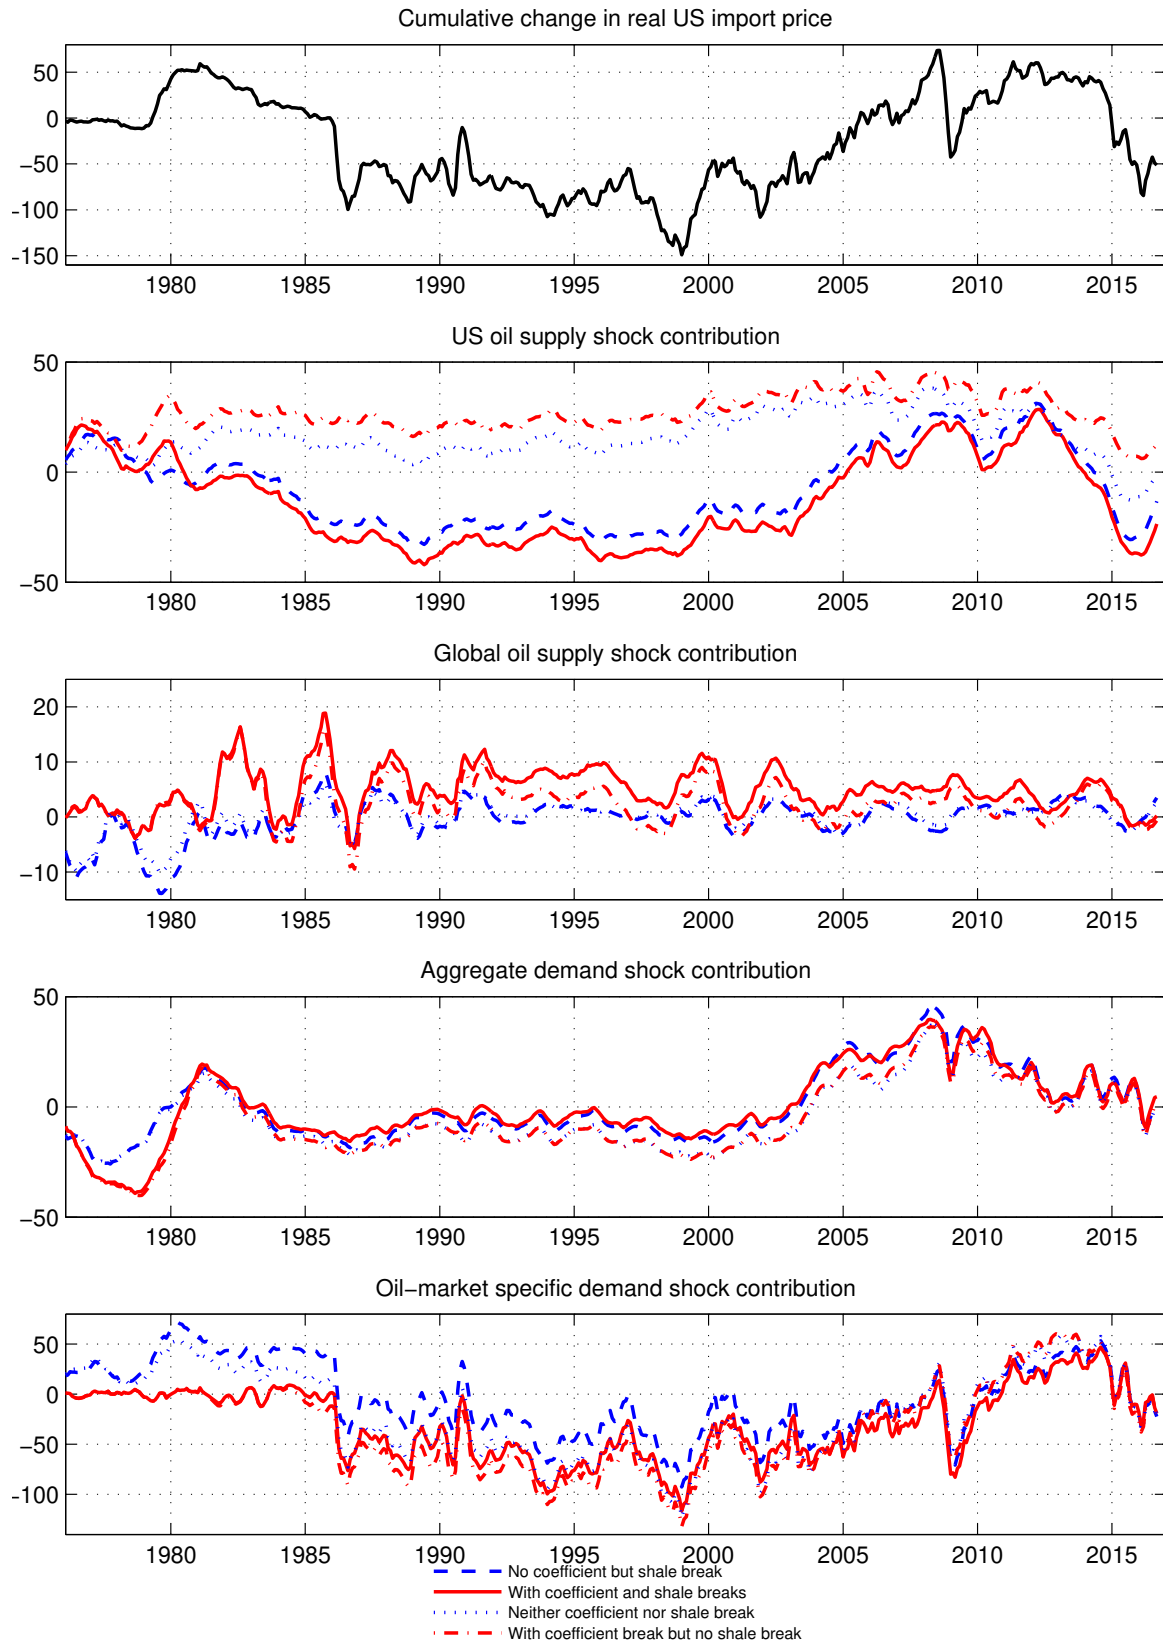 Cumulative change in real US import price
50
0
-50
-100
-150
1980 1985 1990 1995 2000 2005 2010 2015
US oil supply shock contribution
50
0
−50
1980 1985 1990 1995 2000 2005 2010 2015
Global oil supply shock contribution
20
10
0
−10
1980 1985 1990 1995 2000 2005 2010 2015
Aggregate demand shock contribution
50
0
−50
1980 1985 1990 1995 2000 2005 2010 2015
Oil−market specific demand shock contribution
50
0
-50
-100
1980 1985 1990 1995 2000 2005 2010 2015
No coefficient but shale break
With coefficient and shale breaks
Neither coefficient nor shale break
With coefficient break but no shale break